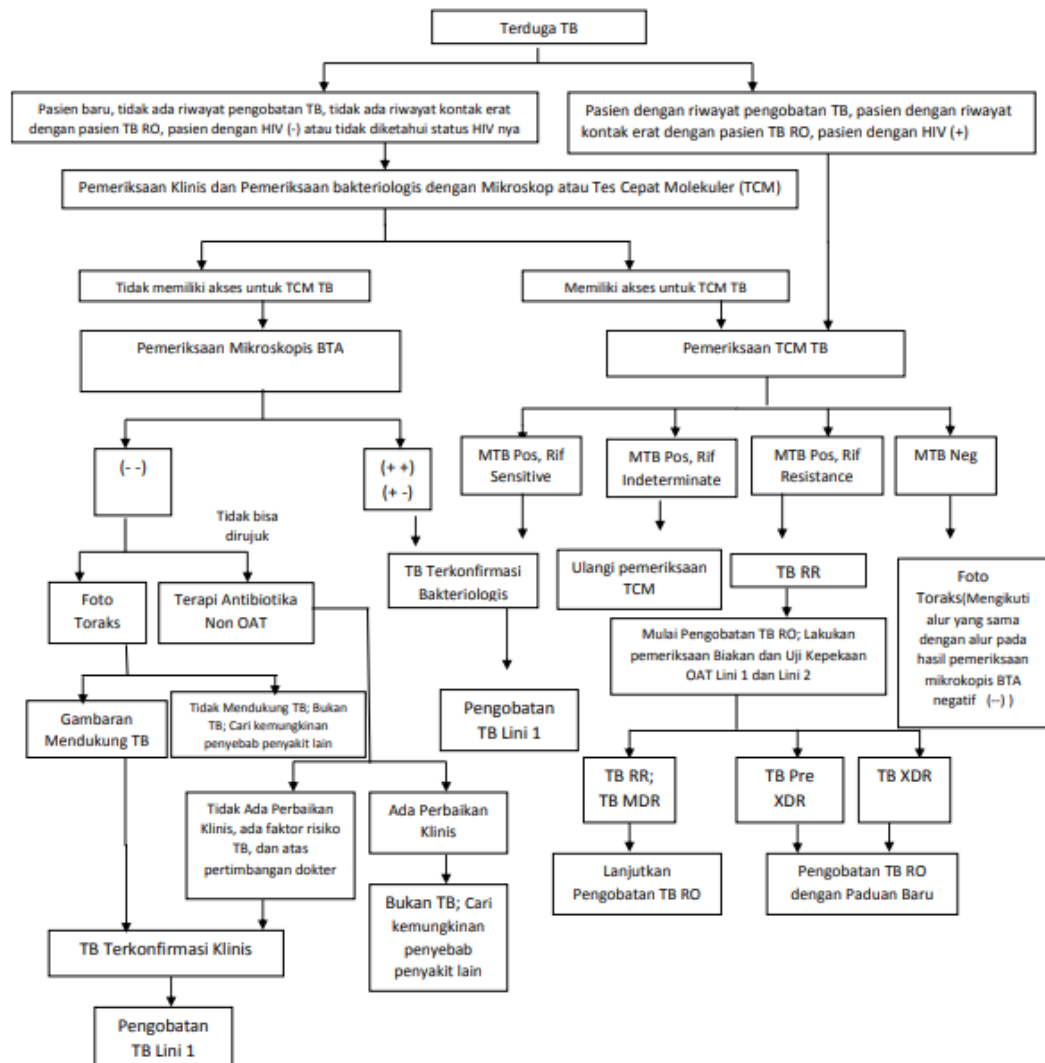 Terduga TB
Pasien baru, tidak ada riwayat pengobatan TB, tidak ada riwayat kontak erat
dengan pasien TB RO, pasien dengan HIV (-) atau tidak diketahui status HIV nya
Pasien dengan riwayat pengobatan TB, pasien dengan riwayat
kontak erat dengan pasien TB RO, pasien dengan HIV (+)
Pemeriksaan Klinis dan Pemeriksaan bakteriologis dengan Mikroskop atau Tes Cepat Molekuler (TCM)
Tidak memiliki akses untuk TCM TB
Memiliki akses untuk TCM TB
Pemeriksaan Mikroskopis BTA
Pemeriksaan TCM TB
(- -)
(+ +)
(+ -)
MTB Pos, Rif
Sensitive
MTB Pos, Rif
Indeterminate
MTB Pos, Rif
Resistance
MTB Neg
Tidak bisa
dirujuk
Foto
Toraks
Terapi Antibiotika
Non OAT
TB Terkonfirmasi
Bakteriologis
Ulangi pemeriksaan
TCM
TB RR
Foto
Toraks(Mengikuti
alur yang sama
dengan alur pada
hasil pemeriksaan
mikrokopis BTA
negatif (--) )
Mulai Pengobatan TB RO; Lakukan
pemeriksaan Biakan dan Uji Kepekaan
OAT Lini 1 dan Lini 2
Gambaran
Mendukung TB
Tidak Mendukung TB; Bukan
TB; Cari kemungkinan
penyebab penyakit lain
Pengobatan
TB Lini 1
TB RR;
TB MDR
TB Pre
XDR
TB XDR
Tidak Ada Perbaikan
Klinis, ada faktor risiko
TB, dan atas
pertimbangan dokter
Ada Perbaikan
Klinis
Lanjutkan
Pengobatan TB RO
Pengobatan TB RO
dengan Paduan Baru
Bukan TB; Cari
kemungkinan
penyebab
penyakit lain
TB Terkonfirmasi Klinis
Pengobatan
TB Lini 1